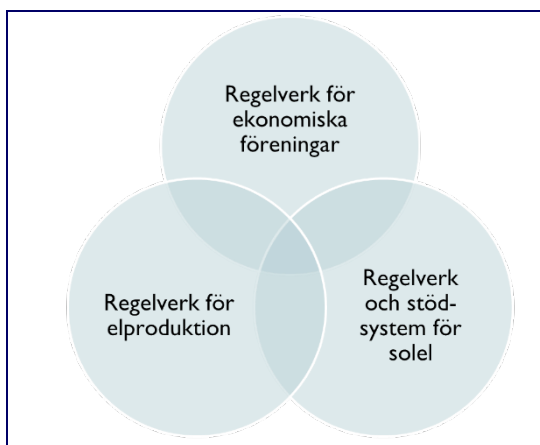 Regelverk för
ekonomiska
föreningar
Regelverk för
elproduktion
Regelverk
och stöd-
system för
solel